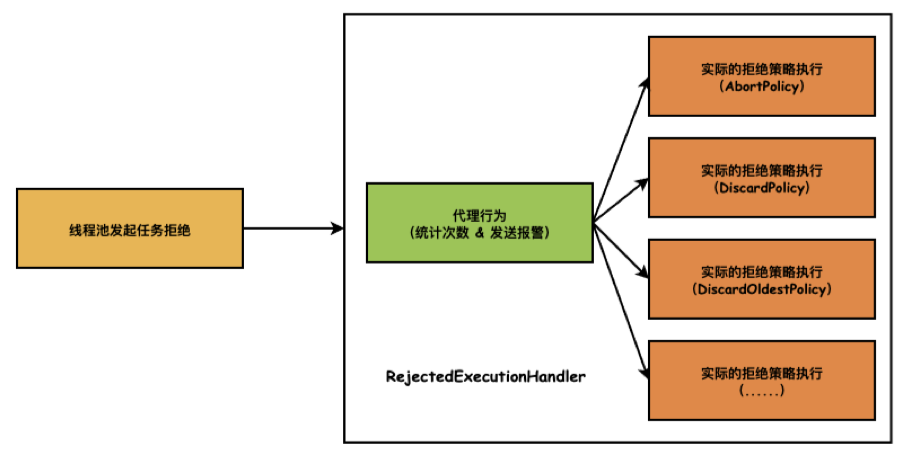 线程池发起任务拒绝
代理行为
(统计次数 & 发送报警)
RejectedExecutionHandler
实际的拒绝策略执行
(AbortPolicy)
实际的拒绝策略执行
(DiscardPolicy)
实际的拒绝策略执行
(DiscardOldestPolicy)
实际的拒绝策略执行
(......)